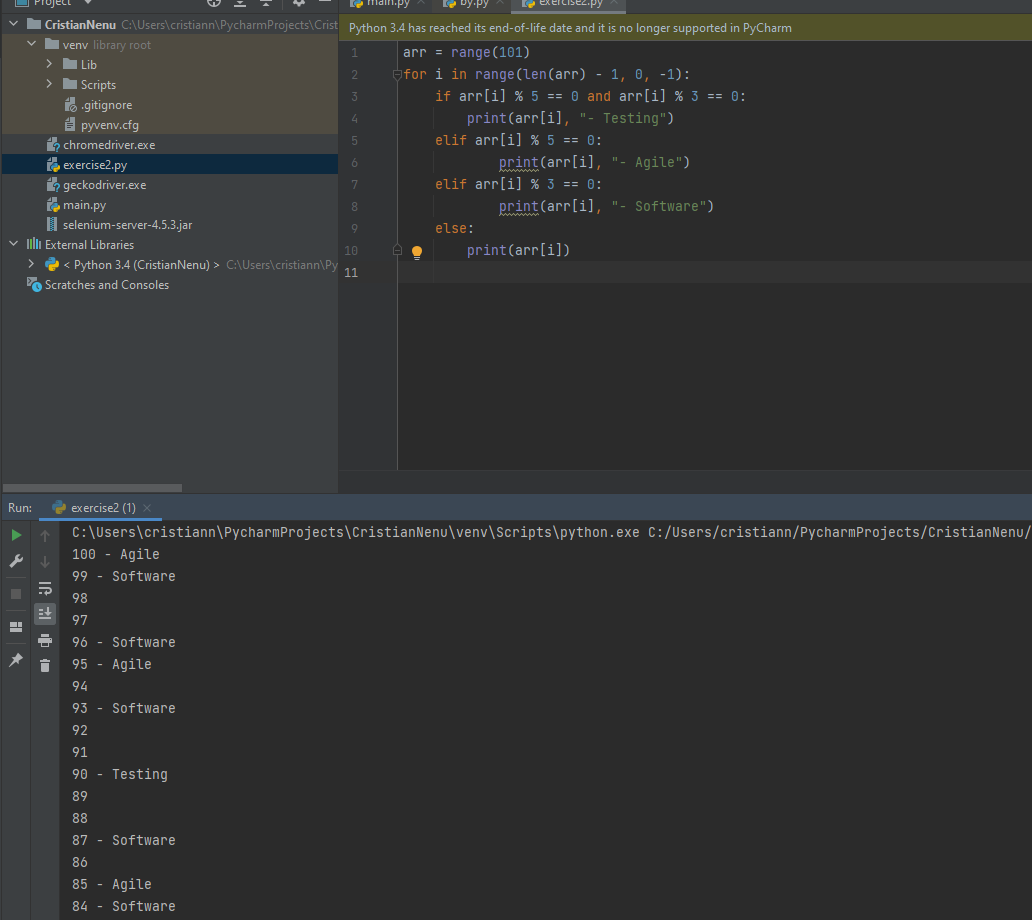 Project
main.py
by.py
exercise2.py
CristianNenu C:\Users\cristiann\PycharmProjects\Crist
venv library root
Lib
Scripts
.gitignore
pyvenv.cfg
chromedriver.exe
exercise2.py
geckodriver.exe
main.py
selenium-server-4.5.3.jar
External Libraries
< Python 3.4 (CristianNenu) > C:\Users\cristiann\Py
Scratches and Consoles
Python 3.4 has reached its end-of-life date and it is no longer supported in PyCharm
1 arr = range(101)
2 for i in range(len(arr) - 1, 0, -1):
3 if arr[i] % 5 == 0 and arr[i] % 3 == 0:
4 print(arr[i], "- Testing")
5 elif arr[i] % 5 == 0:
6 print(arr[i], "- Agile")
7 elif arr[i] % 3 == 0:
8 print(arr[i], "- Software")
9 else:
10 print(arr[i])
11
Run: exercise2 (1)
C:\Users\cristiann\PycharmProjects\CristianNenu\venv\Scripts\python.exe C:/Users/cristiann/PycharmProjects/CristianNenu/
100 - Agile
99 - Software
98
97
96 - Software
95 - Agile
94
93 - Software
92
91
90 - Testing
89
88
87 - Software
86
85 - Agile
84 - Software